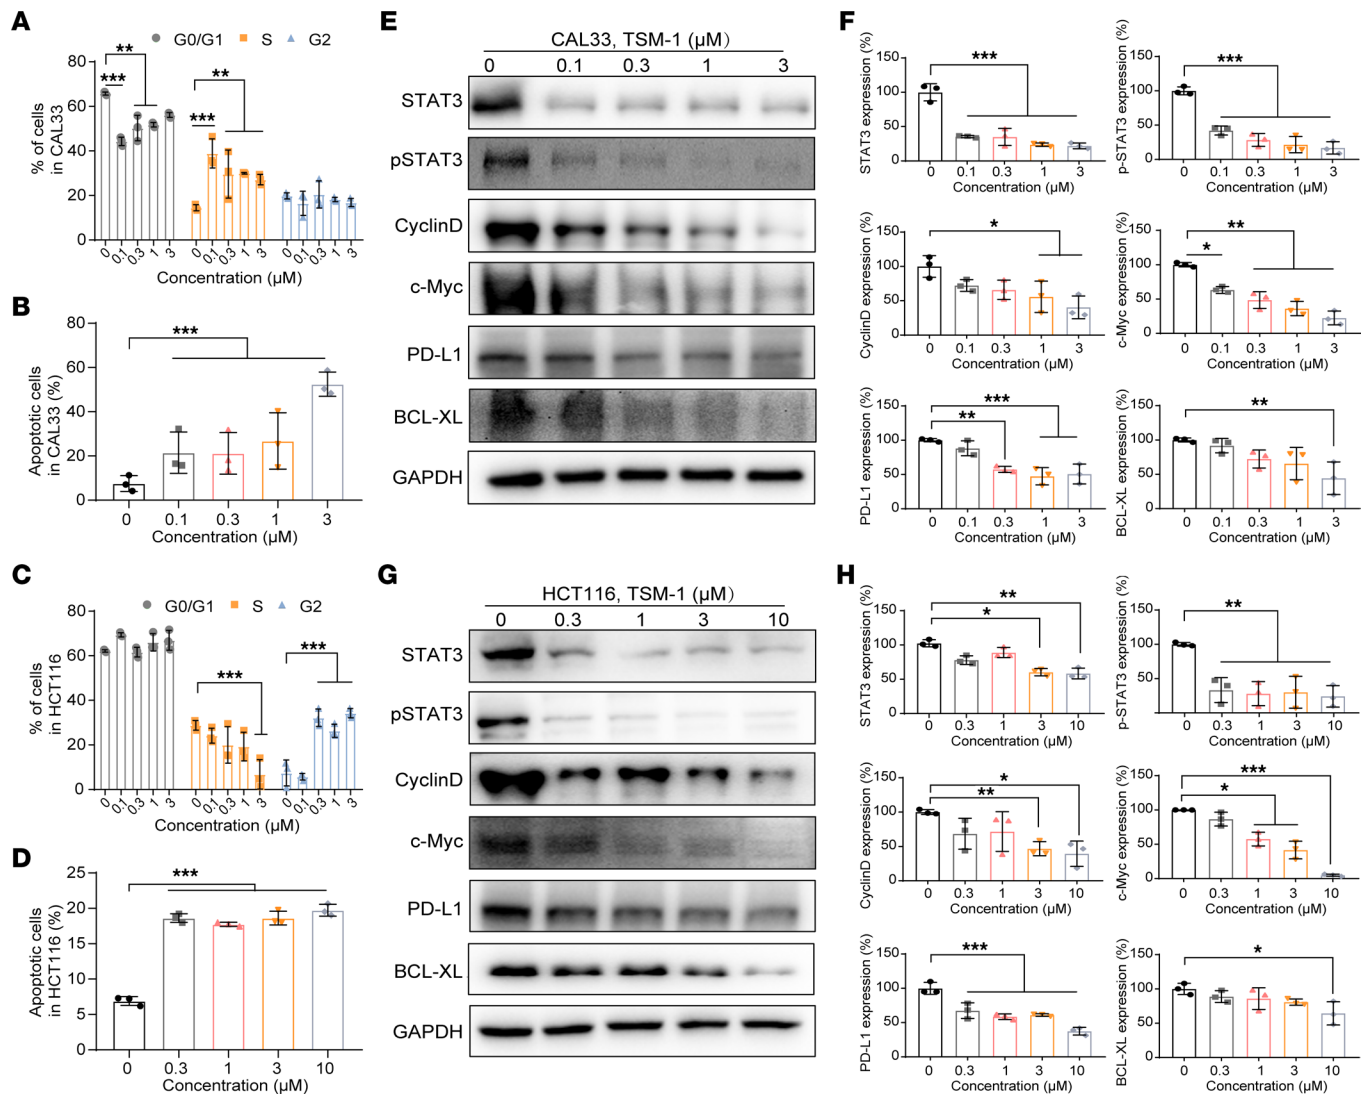 A
G0/G1 S G2
% of cells
in CAL33
80
60
40
20
0
*** ** *** **
0 0.1 0.3 1 3 0 0.1 0.3 1 3 0 0.1 0.3 1 3
Concentration (μM)
B
Apoptotic cells
in CAL33 (%)
80
60
40
20
0
***
0 0.1 0.3 1 3
Concentration (μM)
C
G0/G1 S G2
% of cells
in HCT116
80
60
40
20
0
*** ***
0 0.1 0.3 1 3 0 0.1 0.3 1 3 0 0.1 0.3 1 3
Concentration (μM)
D
Apoptotic cells
in HCT116 (%)
25
20
15
10
5
0
***
0 0.3 1 3 10
Concentration (μM)
E
CAL33, TSM-1 (μM)
0 0.1 0.3 1 3
STAT3
pSTAT3
CyclinD
c-Myc
PD-L1
BCL-XL
GAPDH
F
STAT3 expression (%)
150
100
50
0
***
0 0.1 0.3 1 3
Concentration (μM)
p-STAT3 expression (%)
150
100
50
0
***
0 0.1 0.3 1 3
Concentration (μM)
CyclinD expression (%)
150
100
50
0
*
0 0.1 0.3 1 3
Concentration (μM)
c-Myc expression (%)
150
100
50
0
**
*
0 0.1 0.3 1 3
Concentration (μM)
PD-L1 expression (%)
150
100
50
0
***
**
0 0.1 0.3 1 3
Concentration (μM)
BCL-XL expression (%)
150
100
50
0
**
0 0.1 0.3 1 3
Concentration (μM)
G
HCT116, TSM-1 (μM)
0 0.3 1 3 10
STAT3
pSTAT3
CyclinD
c-Myc
PD-L1
BCL-XL
GAPDH
H
STAT3 expression (%)
150
100
50
0
**
*
0 0.3 1 3 10
Concentration (μM)
p-STAT3 expression (%)
150
100
50
0
**
0 0.3 1 3 10
Concentration (μM)
CyclinD expression (%)
150
100
50
0
*
**
0 0.3 1 3 10
Concentration (μM)
c-Myc expression (%)
150
100
50
0
***
*
0 0.3 1 3 10
Concentration (μM)
PD-L1 expression (%)
150
100
50
0
***
0 0.3 1 3 10
Concentration (μM)
BCL-XL expression (%)
150
100
50
0
*
0 0.3 1 3 10
Concentration (μM)